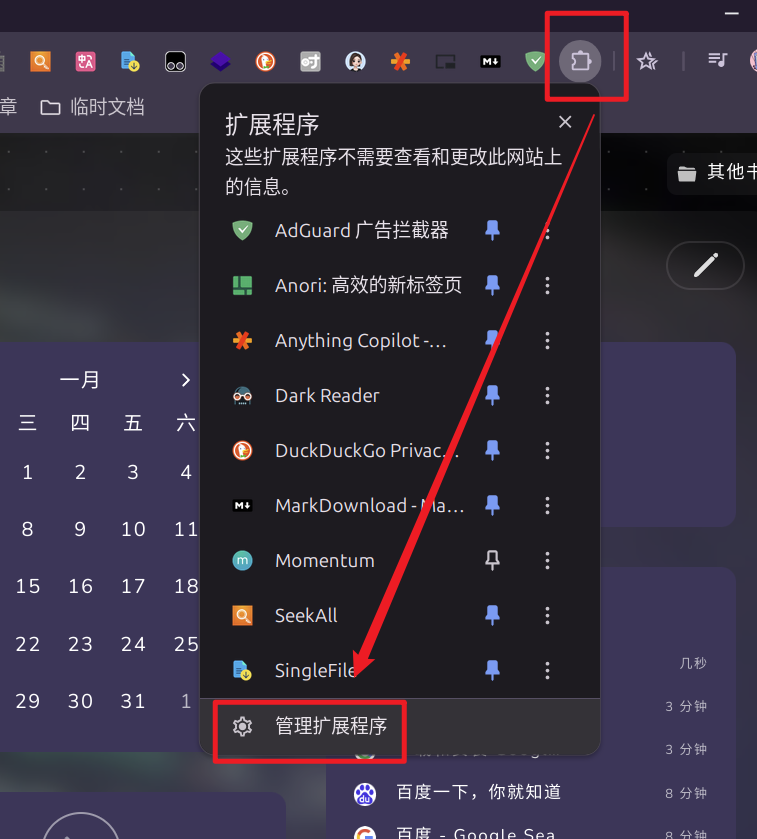 中
A
时
M↓
章
临时文档
扩展程序
这些扩展程序不需要查看和更改此网站上
的信息。
其他书
AdGuard 广告拦截器
Anori: 高效的新标签页
Anything Copilot -…
Dark Reader
DuckDuckGo Privac…
M↓
MarkDownload - Ma…
m
Momentum
SeekAll
SingleFile
管理扩展程序
一月
三 四 五 六
1 2 3 4
8 9 10 11
15 16 17 18
22 23 24 25
29 30 31 1
几秒
3 分钟
3 分钟
du
百度一下，你就知道
8 分钟
百度 - Google Sea
8 分钟